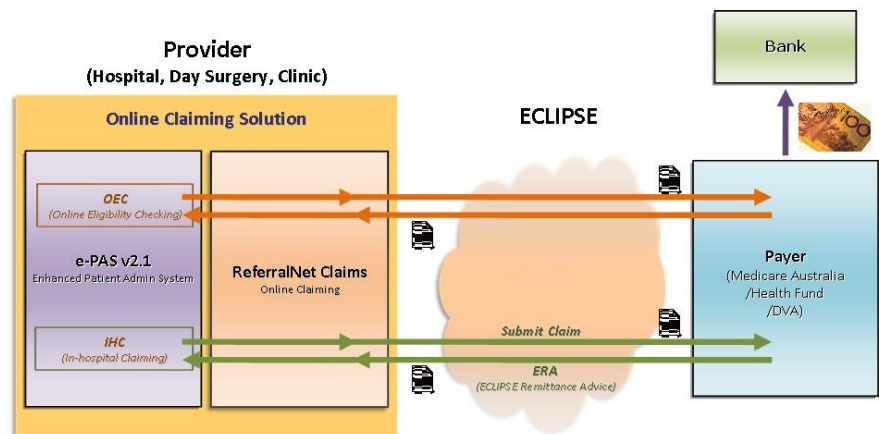 Provider
(Hospital, Day Surgery, Clinic)
Bank
Online Claiming Solution
ECLIPSE
100
OEC
(Online Eligibility Checking)
e-PAS v2.1
Enhanced Patient Admin System
ReferralNet Claims
Online Claiming
Payer
(Medicare Australia
/Health Fund
/DVA)
IHC
(In-hospital Claiming)
Submit Claim
ERA
(ECLIPSE Remittance Advice)